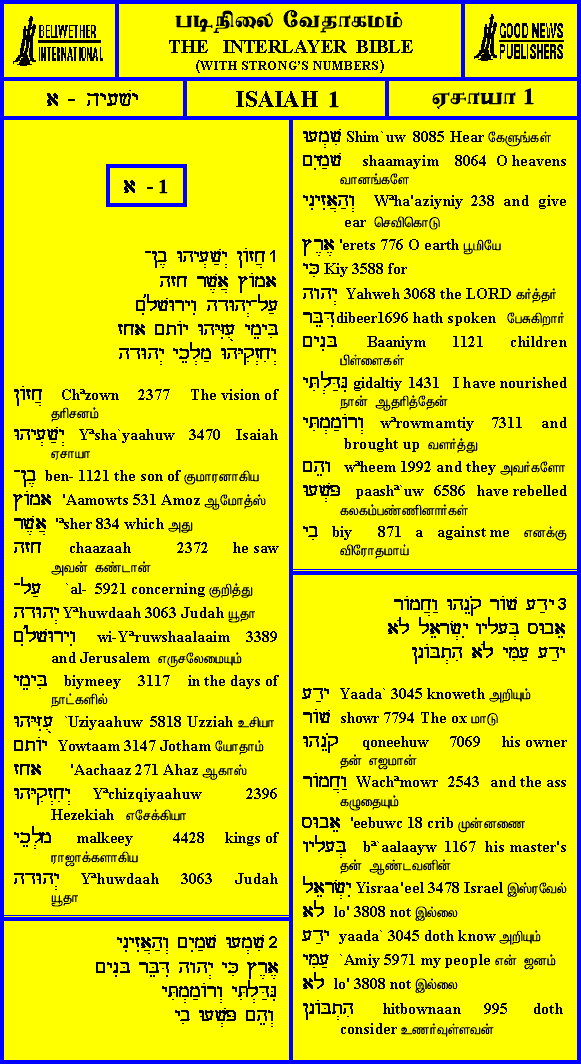 BELLWETHER
INTERNATIONAL
படிநிலை வேதாகமம்
THE INTERLAYER BIBLE
(WITH STRONG'S NUMBERS)
GOOD NEWS
PUBLISHERS
ישׁעיה - א
ISAIAH 1
ஏசாயா 1
א - 1
1 חֲזוֹן יְשַׁעְיָהוּ בֶן־
אָמוֹץ אֲשֶׁר חָזָה
עַל־יְהוּדָה וִירוּשָׁלִָם
בִּימֵי עֻזִּיָּהוּ יוֹתָם אָחָז
יְחִזְקִיָּהוּ מַלְכֵי יְהוּדָה
חֲזוֹן Chªzown 2377 The vision of
தரிசனம்
יְשַׁעְיָהוּ Yªsha`yaahuw 3470 Isaiah
ஏசாயா
בֶן־ ben- 1121 the son of குமாரனாகிய
אָמוֹץ 'Aamowts 531 Amoz ஆமோத்ஸ்
אֲשֶׁר 'ªsher 834 which அது
חָזָה chaazaah 2372 he saw
அவன் கண்டான்
עַל־ `al- 5921 concerning குறித்து
יְהוּדָה Yªhuwdaah 3063 Judah யூதா
וִירוּשָׁלִָם wi-Yªruwshaalaaim 3389
and Jerusalem எருசலேமையும்
בִּימֵי biymeey 3117 in the days of
நாட்களில்
עֻזִּיָּהוּ `Uziyaahuw 5818 Uzziah உசியா
יוֹתָם Yowtaam 3147 Jotham யோதாம்
אָחָז 'Aachaaz 271 Ahaz ஆகாஸ்
יְחִזְקִיָּהוּ Yªchizqiyaahuw 2396
Hezekiah எசேக்கியா
מַלְכֵי malkeey 4428 kings of
ராஜாக்களாகிய
יְהוּדָה Yªhuwdaah 3063 Judah
யூதா
2 שִׁמְעוּ שָׁמַיִם וְהַאֲזִינִי
אֶרֶץ כִּי יְהוָה דִּבֵּר בָּנִים
גִּדַּלְתִּי וְרוֹמַמְתִּי
וְהֵם פָּשְׁעוּ בִי
שִׁמְעוּ Shim`uw 8085 Hear கேளுங்கள்
שָׁמַיִם shaamayim 8064 O heavens
வானங்களே
וְהַאֲזִינִי Wªha'aziyniy 238 and give
ear செவிகொடு
אֶרֶץ 'erets 776 O earth பூமியே
כִּי Kiy 3588 for
יְהוָה Yahweh 3068 the LORD கர்த்தர்
דִּבֵּר dibeer1696 hath spoken பேசுகிறார்
בָּנִים Baaniym 1121 children
பிள்ளைகள்
גִּדַּלְתִּי gidaltiy 1431 I have nourished
நான் ஆதரித்தேன்
וְרוֹמַמְתִּי wªrowmamtiy 7311 and
brought up வளர்த்து
וְהֵם wªheem 1992 and they அவர்களோ
פָּשְׁעוּ paash`uw 6586 have rebelled
கலகம்பண்ணினார்கள்
בִי biy 871 a against me எனக்கு
விரோதமாய்
3 יָדַע שׁוֹר קֹנֵהוּ וַחֲמוֹר
אֵבוּס בְּעָלָיו יִשְׂרָאֵל לֹא
יָדַע עַמִּי לֹא הִתְבּוֹנָן
יָדַע Yaada` 3045 knoweth அறியும்
שׁוֹר showr 7794 The ox மாடு
קֹנֵהוּ qoneehuw 7069 his owner
தன் எஜமான்
וַחֲמוֹר Wachªmowr 2543 and the ass
கழுதையும்
אֵבוּס 'eebuwc 18 crib முன்னணை
בְּעָלָיו bª`aalaayw 1167 his master's
தன் ஆண்டவனின்
יִשְׂרָאֵל Yisraa'eel 3478 Israel இஸ்ரவேல்
לֹא lo' 3808 not இல்லை
יָדַע yaada` 3045 doth know அறியும்
עַמִּי `Amiy 5971 my people என் ஜனம்
לֹא lo' 3808 not இல்லை
הִתְבּוֹנָן hitbownaan 995 doth
consider உணர்வுள்ளவன்